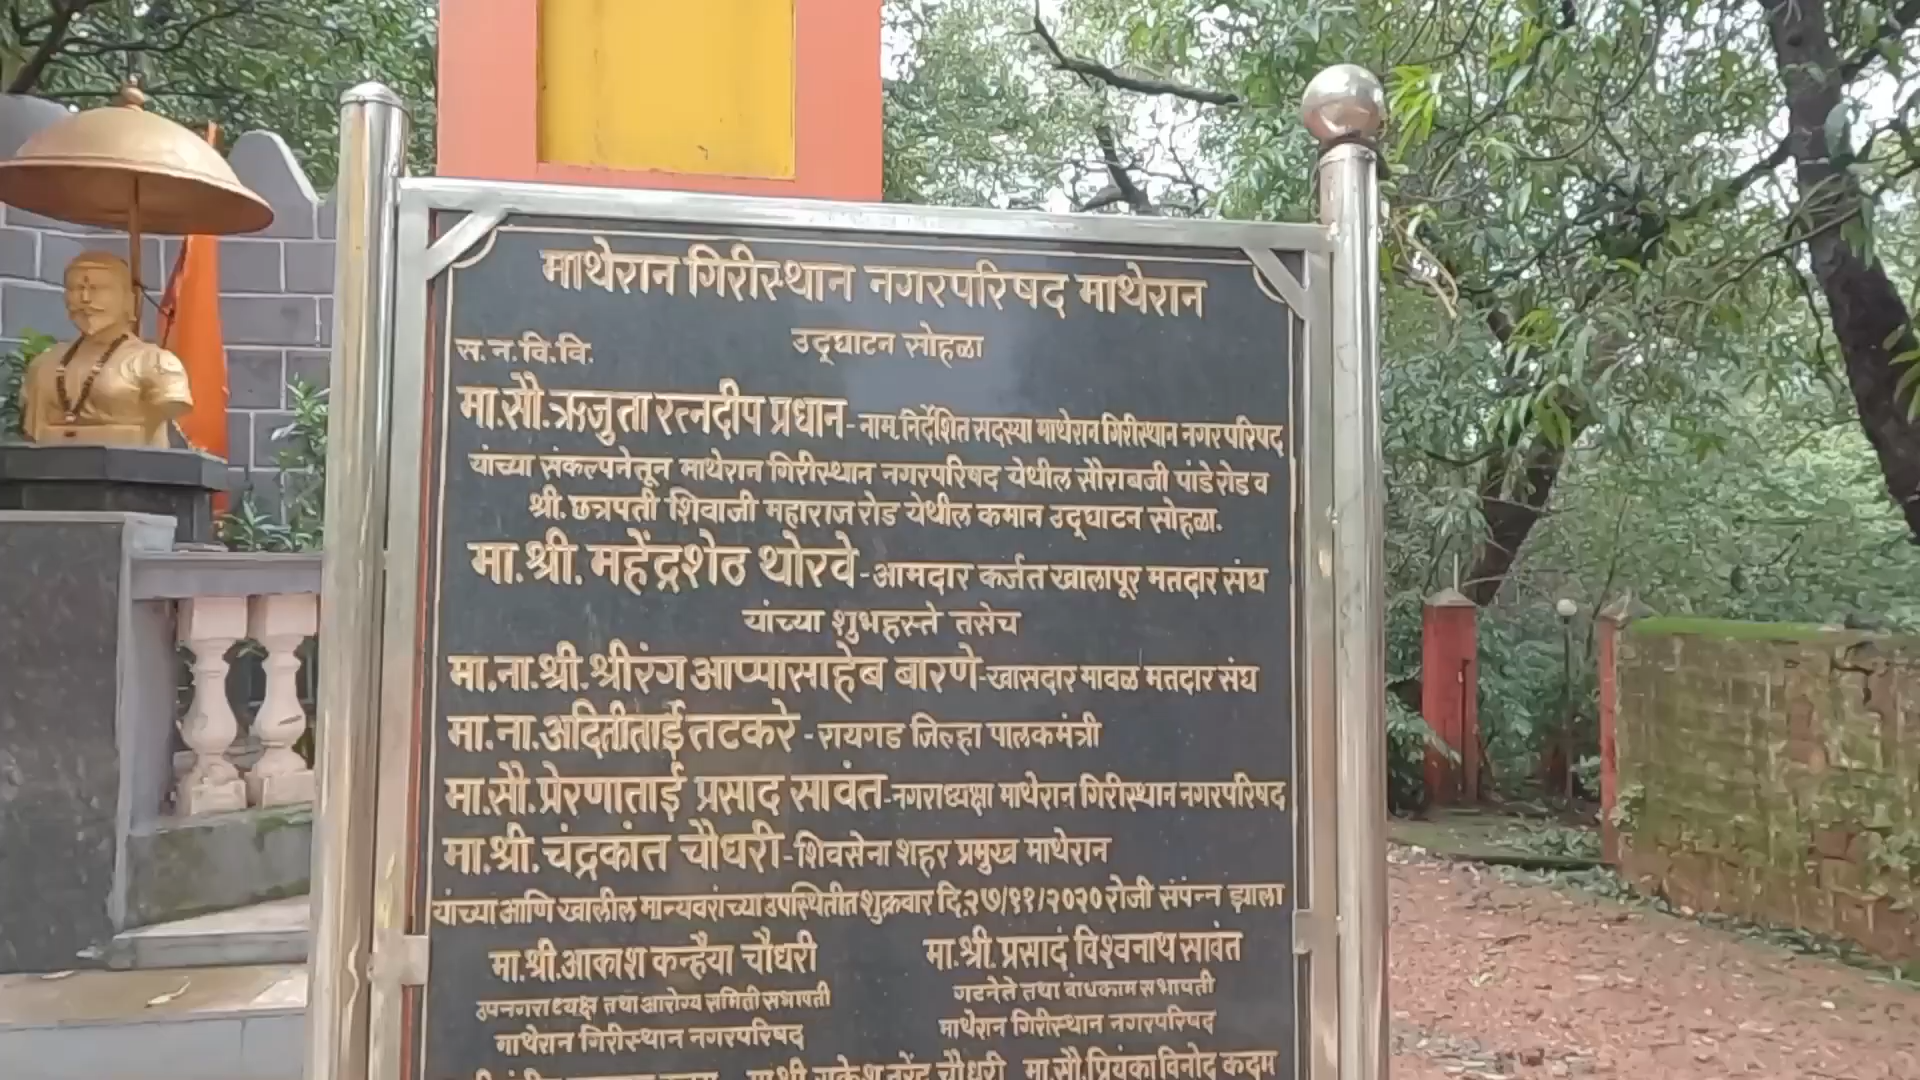 माथेरान गिरीस्थान नगरपरिषद माथेरान
उद्‌घाटन सोहळा
स.न.वि.वि.
मा.सौ.ऋजुता रत्नदीप प्रधान-नाम.निर्देशित सदस्या माथेरान गिरीस्थान नगरपरिषद
यांच्या संकल्पनेतून माथेरान गिरीस्थान नगरपरिषद येथील सौराबजी पांडे रोड व
श्री. छत्रपती शिवाजी महाराज रोड येथील कमान उद्‌घाटन सोहळा.
मा.श्री. महेंद्रशेठ थोरवे-आमदार कर्जत खालापूर मतदार संघ
यांच्या शुभहस्ते तसेच
मा.ना.श्री.श्रीरंग आप्पासाहेब बारणे-खासदार मावळ मतदार संघ
मा.ना.अदितीताई तटकरे-रायगड जिल्हा पालकमंत्री
मा.सौ.प्रेरणाताई प्रसाद सावंत-नगराध्यक्षा माथेरान गिरीस्थान नगरपरिषद
मा.श्री.चंद्रकांत चौधरी-शिवसेना शहर प्रमुख माथेरान
यांच्या आणि खालील मान्यवरांच्या उपस्थितीत शुक्रवार दि.२७/११/२०२० रोजी संपन्न झाला
मा.श्री.आकाश कन्हैया चौधरी
उपनगराध्यक्ष तथा आरोग्य समिती सभापती
माथेरान गिरीस्थान नगरपरिषद
मा.श्री.प्रसाद विश्वनाथ सावंत
गटनेते तथा बांधकाम सभापती
माथेरान गिरीस्थान नगरपरिषद
मा.श्री.राकेश नरेंद्र चौधरी मा.सौ.प्रियंका विनोद कदम